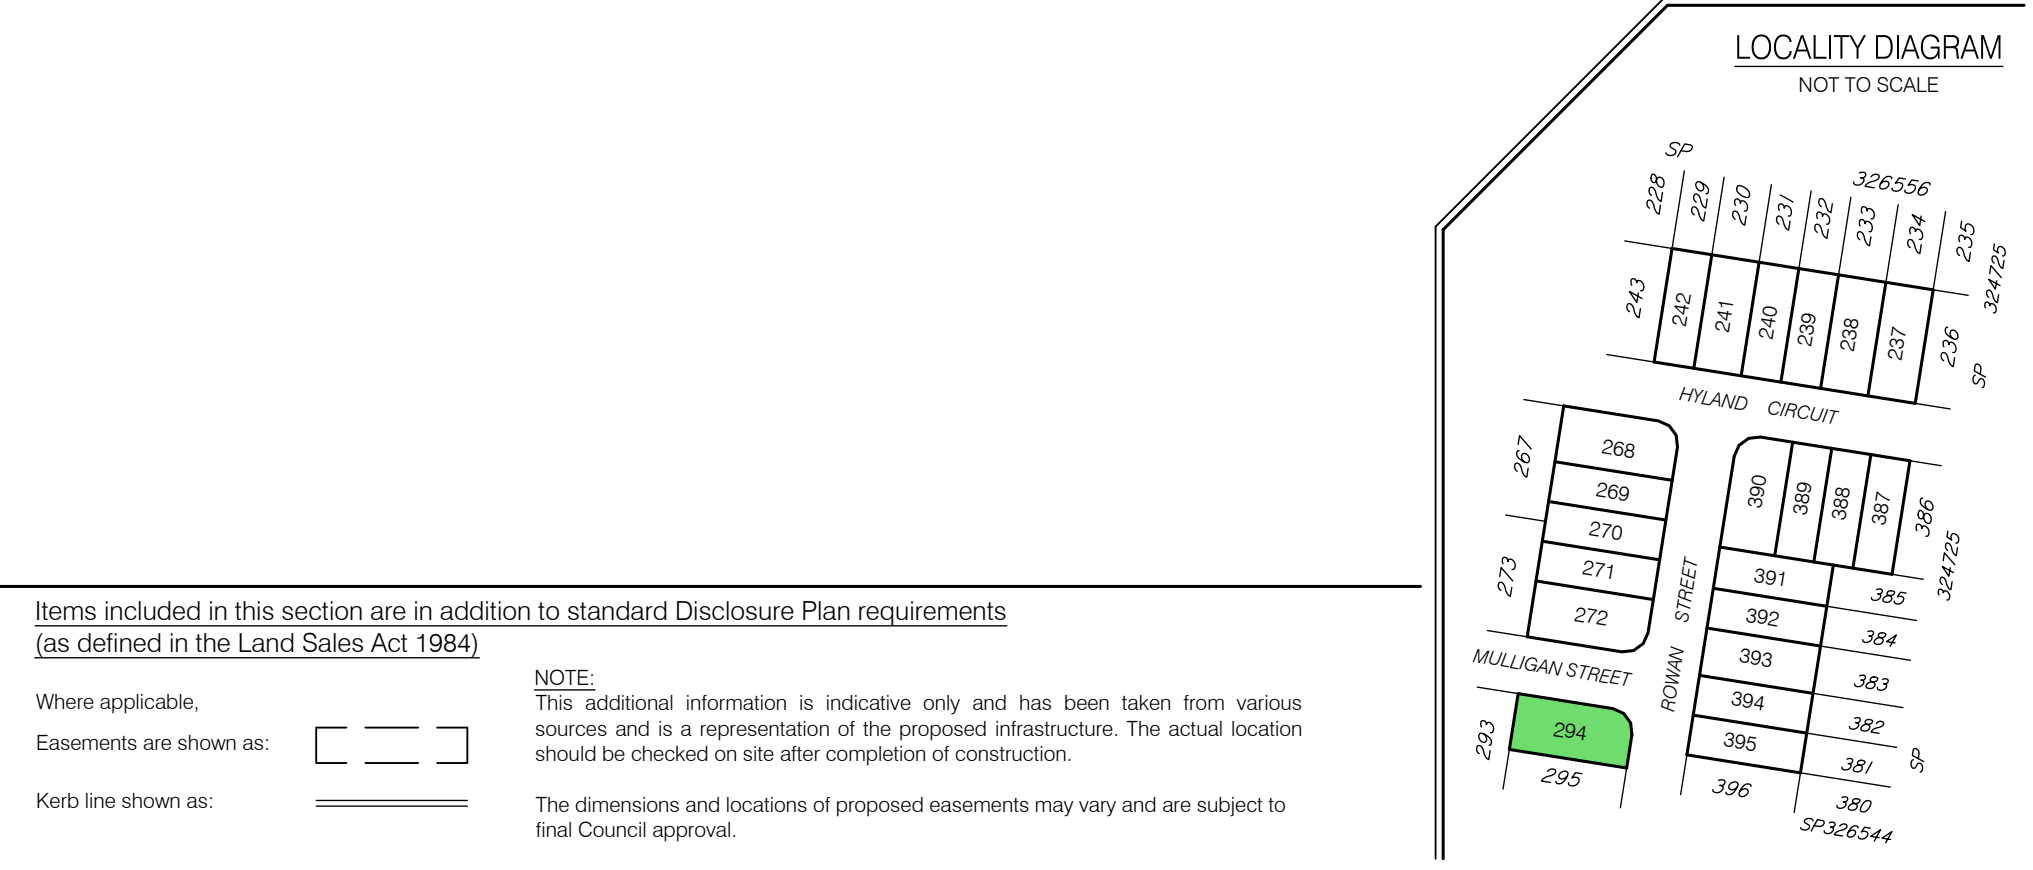 LOCALITY DIAGRAM
NOT TO SCALE
SP
326556
228
229
230
231
232
233
234
235
324725
243
242
241
240
239
238
237
236
SP
HYLAND CIRCUIT
267
268
269
270
271
272
273
390
389
388
387
386
324725
391
392
393
394
395
385
384
383
382
381
380
SP
SP326544
396
ROWAN STREET
MULLIGAN STREET
293
294
295
Items included in this section are in addition to standard Disclosure Plan requirements
(as defined in the Land Sales Act 1984)
Where applicable,
Easements are shown as:
Kerb line shown as:
NOTE:
This additional information is indicative only and has been taken from various
sources and is a representation of the proposed infrastructure. The actual location
should be checked on site after completion of construction.
The dimensions and locations of proposed easements may vary and are subject to
final Council approval.